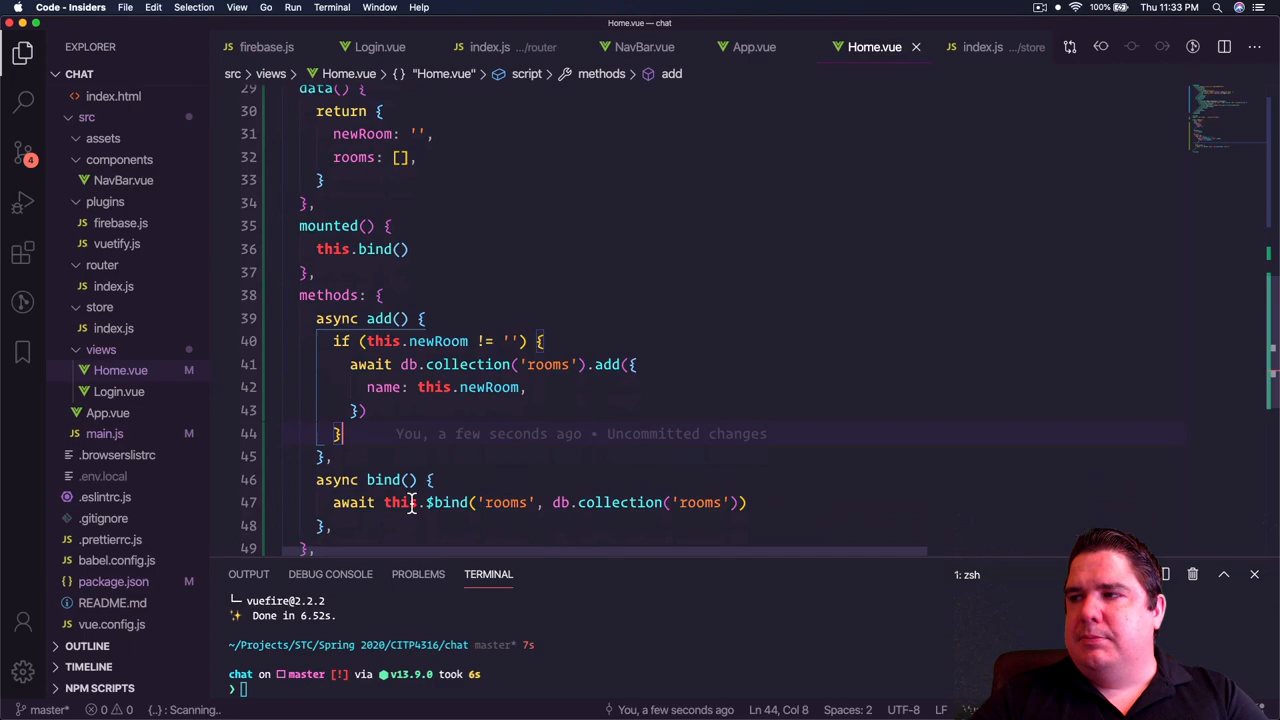 Code - Insiders File Edit Selection View Go Run Terminal Window Help 100% Thu 11:33 PM
Home.vue — chat
EXPLORER
firebase.js Login.vue index.js .../router NavBar.vue App.vue Home.vue index.js .../store
CHAT
src > views > Home.vue > {} "Home.vue" > script > methods > add
index.html
src
assets
components
NavBar.vue
plugins
firebase.js
vuetify.js
router
index.js
store
index.js
views
Home.vue M
Login.vue
App.vue
main.js M
.browserslistrc
.env.local
.eslintrc.js
.gitignore
.prettierrc.js
babel.config.js
package.json M
README.md
vue.config.js
OUTLINE
TIMELINE
NPM SCRIPTS
4
29 data() {
30 return {
31 newRoom: '',
32 rooms: [],
33 }
34 },
35 mounted() {
36 this.bind()
37 },
38 methods: {
39 async add() {
40 if (this.newRoom != '') {
41 await db.collection('rooms').add({
42 name: this.newRoom,
43 })
44 } You, a few seconds ago • Uncommitted changes
45 },
46 async bind() {
47 await this.$bind('rooms', db.collection('rooms'))
48 },
49 },
OUTPUT DEBUG CONSOLE PROBLEMS TERMINAL 1: zsh
└─ vuefire@2.2.2
✨ Done in 6.52s.
~/Projects/STC/Spring 2020/CITP4316/chat master* 7s
chat on master [!] via v13.9.0 took 6s
❯
master* 0 0 {..} : Scanning.. You, a few seconds ago Ln 44, Col 8 Spaces: 2 UTF-8 LF